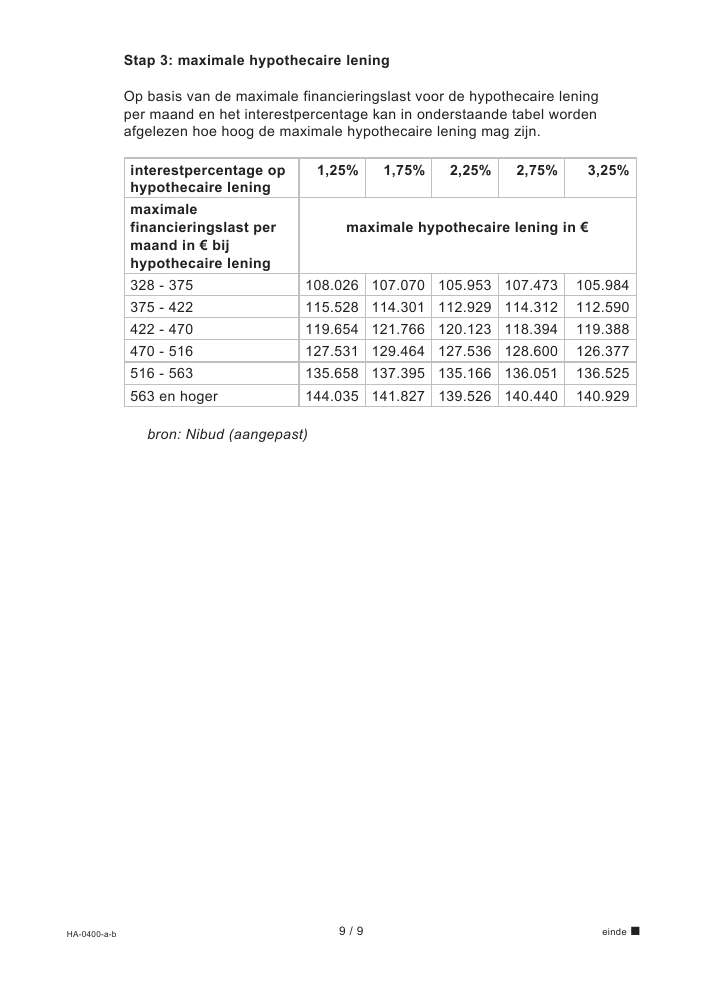 Stap 3: maximale hypothecaire lening
Op basis van de maximale financieringslast voor de hypothecaire lening
per maand en het interestpercentage kan in onderstaande tabel worden
afgelezen hoe hoog de maximale hypothecaire lening mag zijn.
interestpercentage op hypothecaire lening 1,25% 1,75% 2,25% 2,75% 3,25%
maximale
financieringslast per
maand in € bij
hypothecaire lening
maximale hypothecaire lening in €
328 - 375 108.026 107.070 105.953 107.473 105.984
375 - 422 115.528 114.301 112.929 114.312 112.590
422 - 470 119.654 121.766 120.123 118.394 119.388
470 - 516 127.531 129.464 127.536 128.600 126.377
516 - 563 135.658 137.395 135.166 136.051 136.525
563 en hoger 144.035 141.827 139.526 140.440 140.929
bron: Nibud (aangepast)
HA-0400-a-b 9 / 9 einde ■